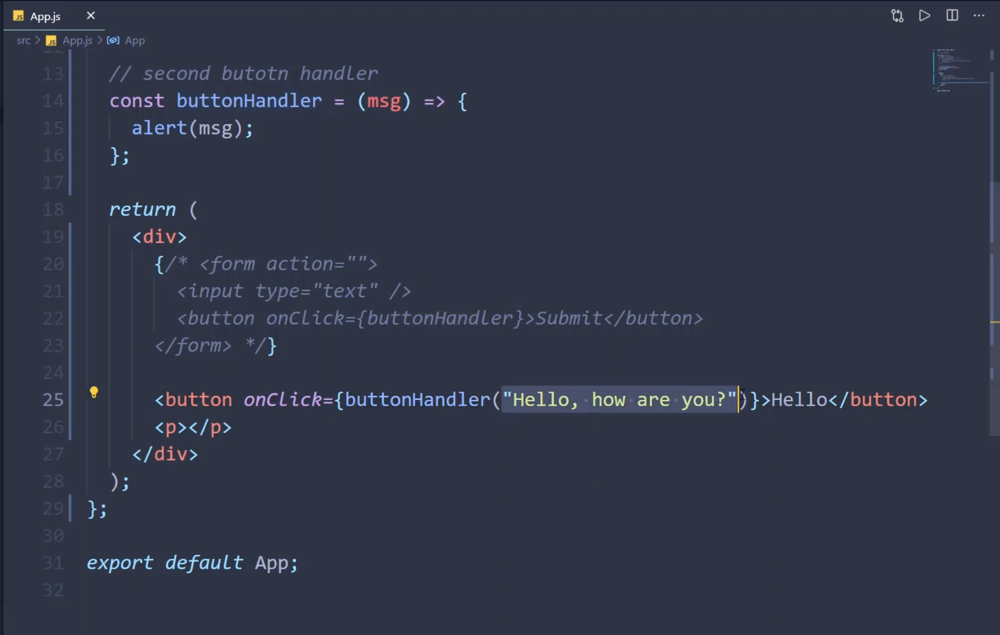 JS App.js ×
src > JS App.js > App
12
13 // second butotn handler
14 const buttonHandler = (msg) => {
15 alert(msg);
16 };
17
18 return (
19 <div>
20 {/* <form action="">
21 <input type="text" />
22 <button onClick={buttonHandler}>Submit</button>
23 </form> */}
24
25 <button onClick={buttonHandler("Hello, how are you?")}>Hello</button>
26 <p></p>
27 </div>
28 );
29 };
30
31 export default App;
32